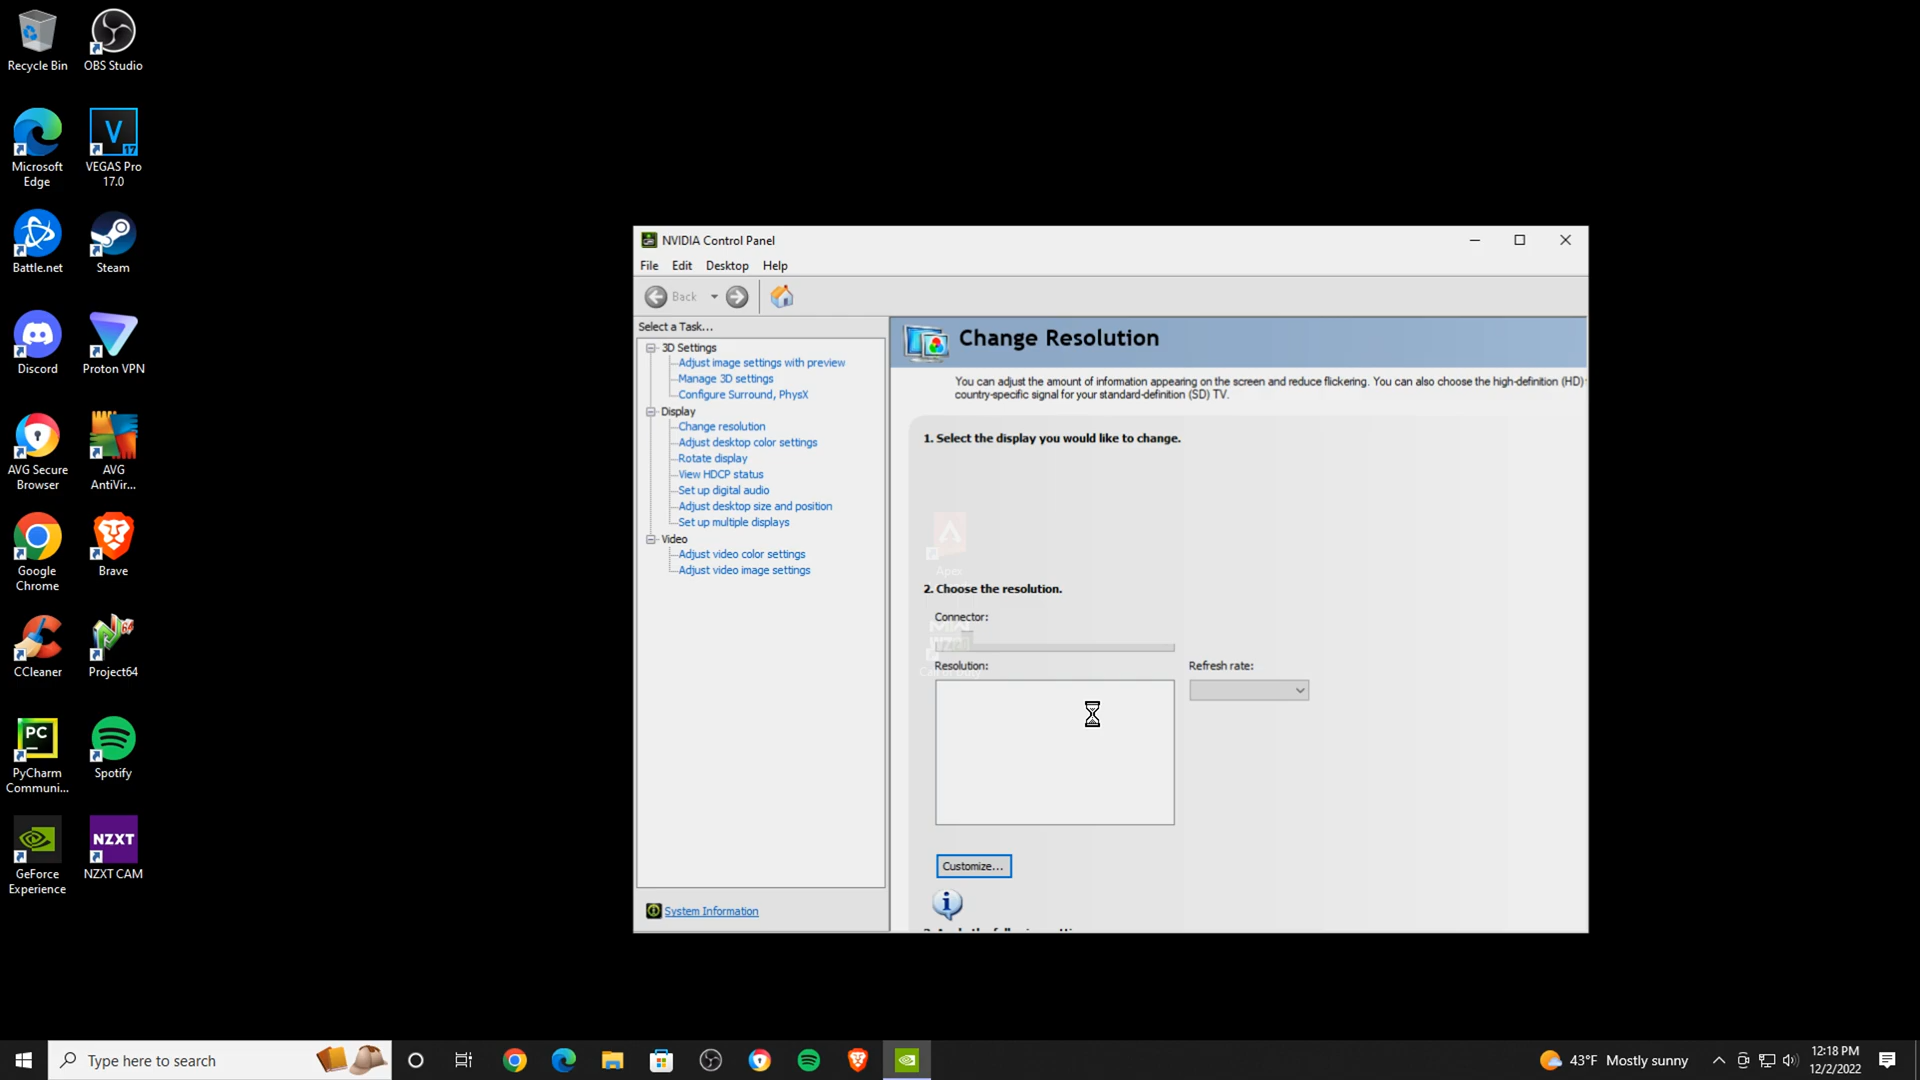 Recycle Bin
OBS Studio
Microsoft
Edge
V
17
VEGAS Pro
17.0
Battle.net
Steam
Discord
Proton VPN
AVG Secure
Browser
AVG
AntiVir...
Google
Chrome
Brave
CCleaner
64
Project64
PC
PyCharm
Communi...
Spotify
GeForce
Experience
NZXT
NZXT CAM
NVIDIA Control Panel
File Edit Desktop Help
Back
Select a Task...
3D Settings
Adjust image settings with preview
Manage 3D settings
Configure Surround, PhysX
Display
Change resolution
Adjust desktop color settings
Rotate display
View HDCP status
Set up digital audio
Adjust desktop size and position
Set up multiple displays
Video
Adjust video color settings
Adjust video image settings
System Information
Change Resolution
You can adjust the amount of information appearing on the screen and reduce flickering. You can also choose the high-definition (HD)
country-specific signal for your standard-definition (SD) TV.
1. Select the display you would like to change.
Apex
2. Choose the resolution.
Connector:
Resolution:
Refresh rate:
Customize...
Type here to search
43°F Mostly sunny
12:18 PM
12/2/2022